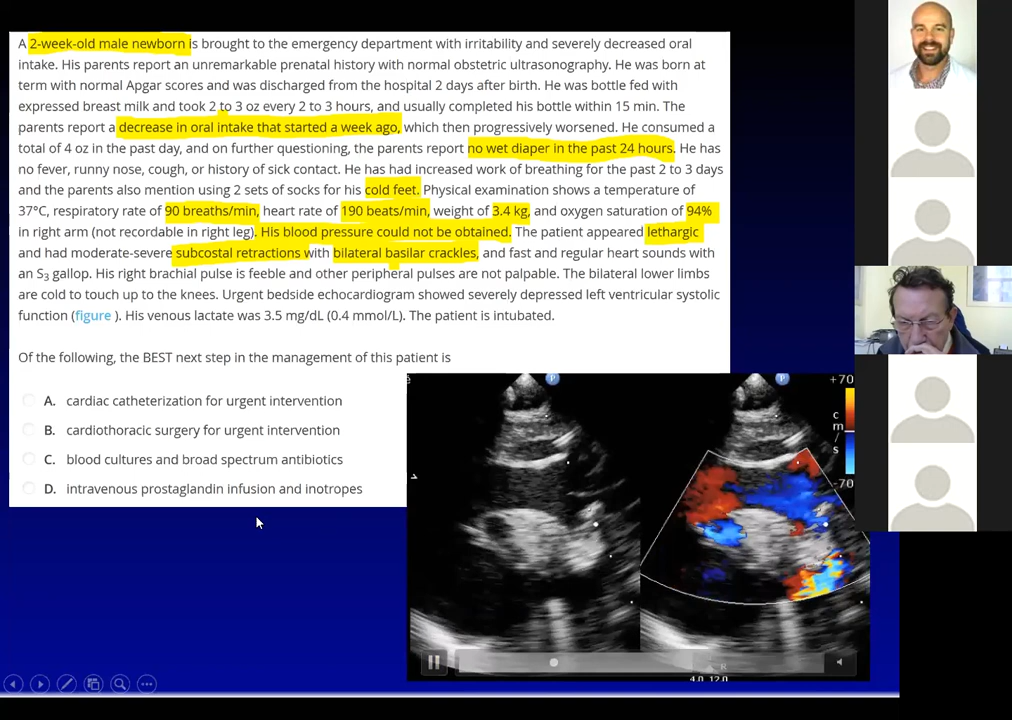 A 2-week-old male newborn is brought to the emergency department with irritability and severely decreased oral
intake. His parents report an unremarkable prenatal history with normal obstetric ultrasonography. He was born at
term with normal Apgar scores and was discharged from the hospital 2 days after birth. He was bottle fed with
expressed breast milk and took 2 to 3 oz every 2 to 3 hours, and usually completed his bottle within 15 min. The
parents report a decrease in oral intake that started a week ago, which then progressively worsened. He consumed a
total of 4 oz in the past day, and on further questioning, the parents report no wet diaper in the past 24 hours. He has
no fever, runny nose, cough, or history of sick contact. He has had increased work of breathing for the past 2 to 3 days
and the parents also mention using 2 sets of socks for his cold feet. Physical examination shows a temperature of
37°C, respiratory rate of 90 breaths/min, heart rate of 190 beats/min, weight of 3.4 kg, and oxygen saturation of 94%
in right arm (not recordable in right leg). His blood pressure could not be obtained. The patient appeared lethargic
and had moderate-severe subcostal retractions with bilateral basilar crackles, and fast and regular heart sounds with
an S3 gallop. His right brachial pulse is feeble and other peripheral pulses are not palpable. The bilateral lower limbs
are cold to touch up to the knees. Urgent bedside echocardiogram showed severely depressed left ventricular systolic
function (figure ). His venous lactate was 3.5 mg/dL (0.4 mmol/L). The patient is intubated.
Of the following, the BEST next step in the management of this patient is
A. cardiac catheterization for urgent intervention
B. cardiothoracic surgery for urgent intervention
C. blood cultures and broad spectrum antibiotics
D. intravenous prostaglandin infusion and inotropes
P
P
+70
c
m
/
s
-70
R
4.0 12.0